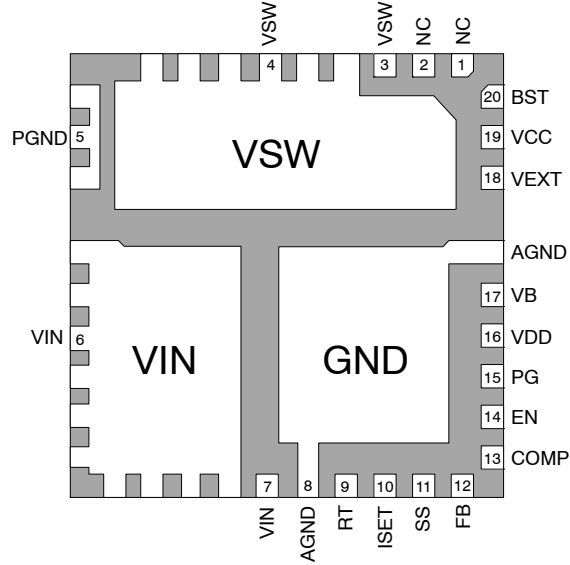 VSW
VSW
NC
NC
4
3
2
1
20 BST
PGND 5
19 VCC
VSW
18 VEXT
AGND
17 VB
VIN 6
16 VDD
VIN
GND
15 PG
14 EN
13 COMP
7
8
9
10
11
12
VIN
AGND
RT
ISET
SS
FB